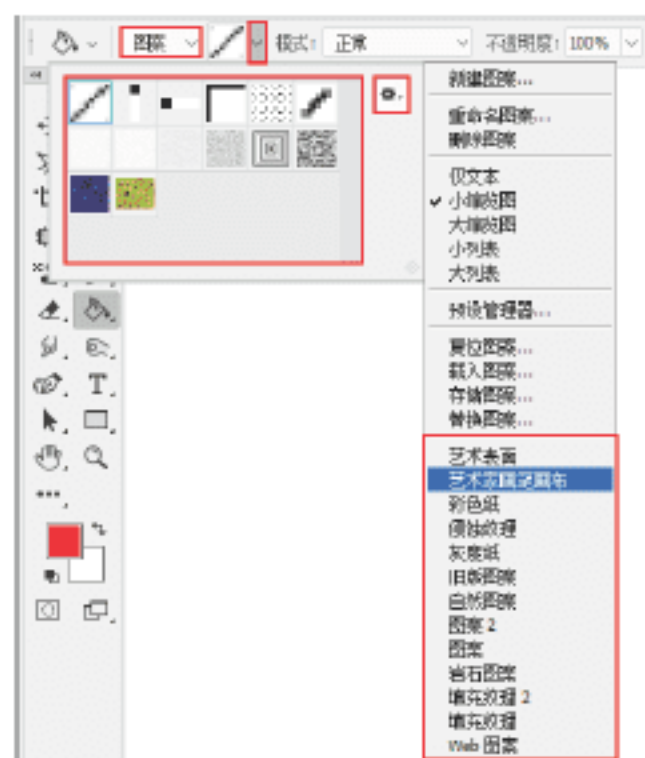 图案 模式: 正常 不透明度: 100%
新建图案...
重命名图案...
删除图案
仅文本
✓ 小缩览图
大缩览图
小列表
大列表
预设管理器...
复位图案...
载入图案...
存储图案...
替换图案...
艺术表面
艺术家画笔画布
彩色纸
侵蚀纹理
灰度纸
旧版图案
自然图案
图案 2
图案
岩石图案
填充纹理 2
填充纹理
Web 图案
T